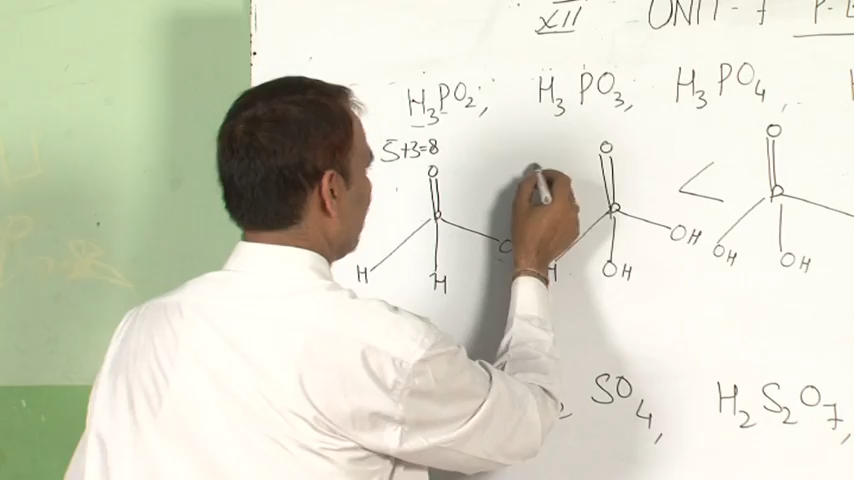 XII UNIT-7
H3PO2, H3PO3, H3PO4,
5+3=8
O O O
P P P
< 
H H OH H OH OH OH OH
SO4, H2S2O7,